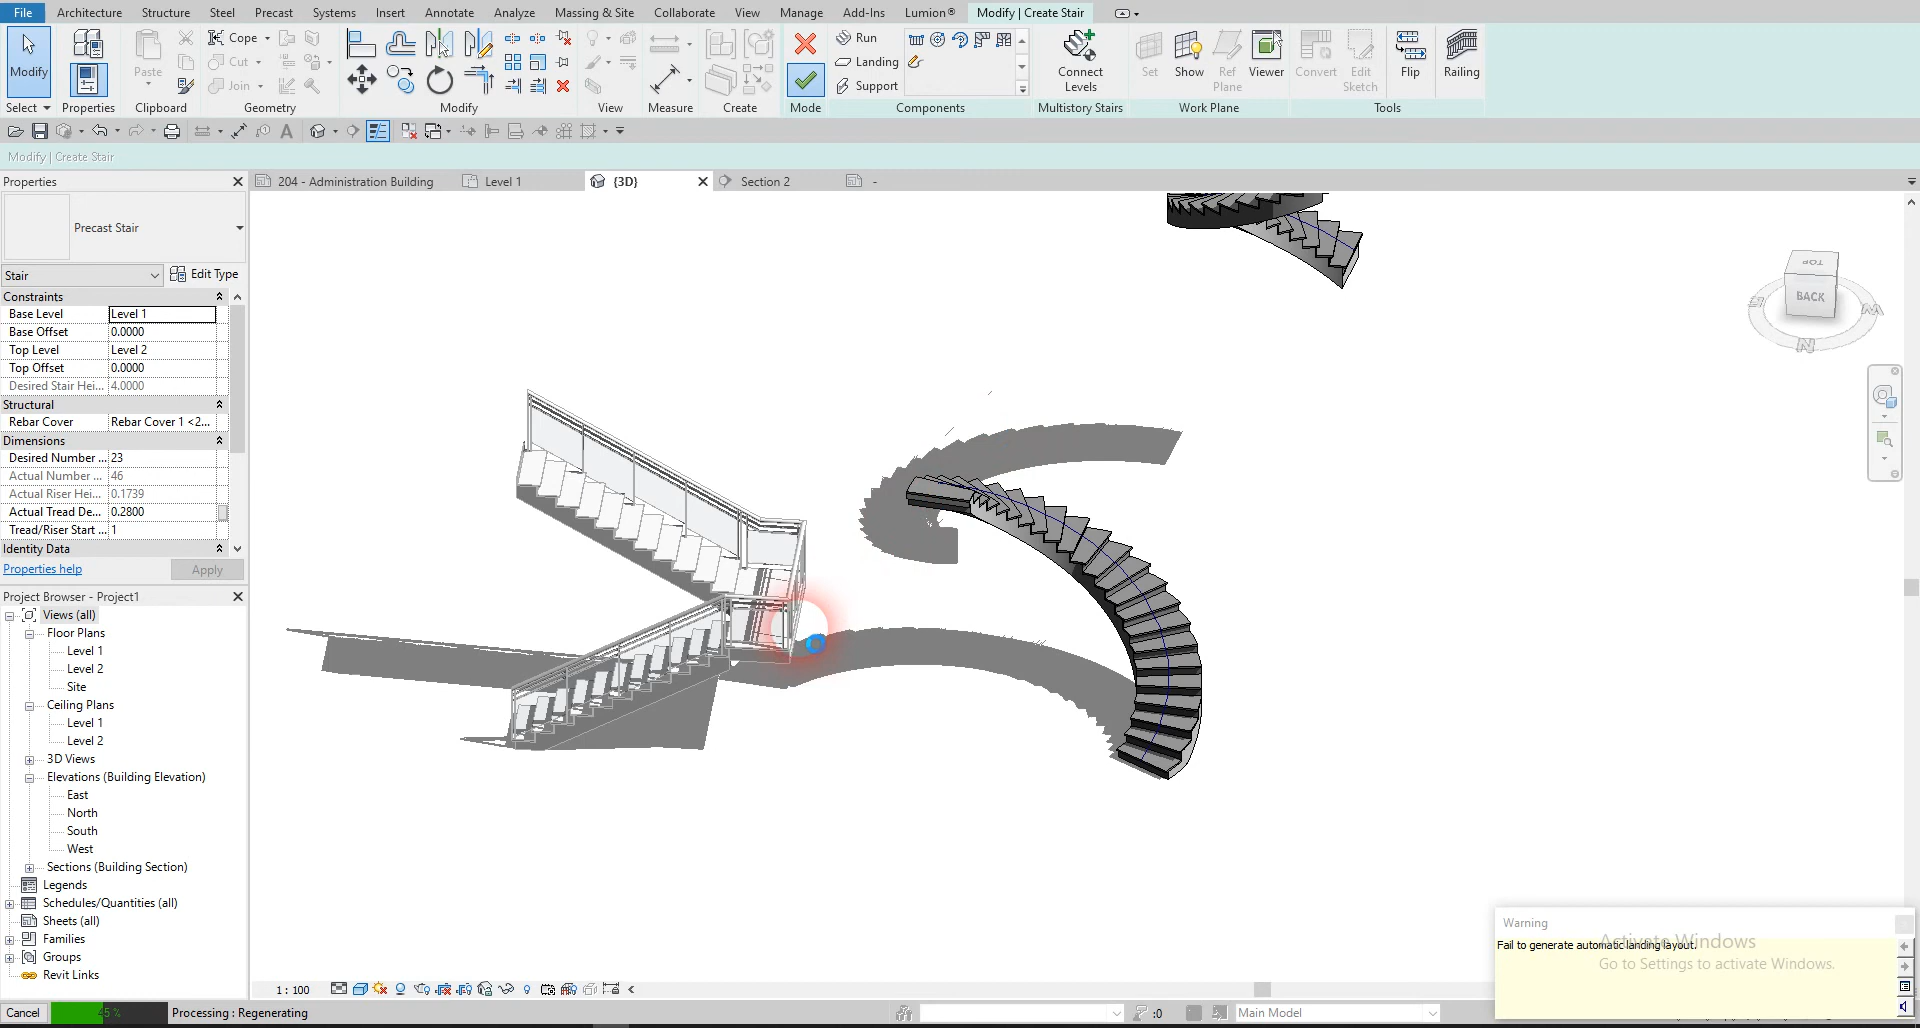 File Architecture Structure Steel Precast Systems Insert Annotate Analyze Massing & Site Collaborate View Manage Add-Ins Lumion® Modify | Create Stair
Cope Run
Paste Cut Landing Connect Levels Set Show Ref Plane Viewer Convert Edit Sketch Flip Railing
Modify Join Support
Select Properties Clipboard Geometry Modify View Measure Create Mode Components Multistory Stairs Work Plane Tools
Modify | Create Stair
Properties 204 - Administration Building Level 1 {3D} Section 2 -
Precast Stair
Stair Edit Type
Constraints
Base Level Level 1
Base Offset 0.0000
Top Level Level 2
Top Offset 0.0000
Desired Stair Hei... 4.0000
Structural
Rebar Cover Rebar Cover 1 <2...
Dimensions
Desired Number ... 23
Actual Number ... 46
Actual Riser Hei... 0.1739
Actual Tread De... 0.2800
Tread/Riser Start ... 1
Identity Data
Properties help Apply
Project Browser - Project1
Views (all)
Floor Plans
Level 1
Level 2
Site
Ceiling Plans
Level 1
Level 2
3D Views
Elevations (Building Elevation)
East
North
South
West
Sections (Building Section)
Legends
Schedules/Quantities (all)
Sheets (all)
Families
Groups
Revit Links
TOP
BACK
N
1 : 100
Warning
Fail to generate automatic landing layout.
Activate Windows
Go to Settings to activate Windows.
Cancel 45 % Processing : Regenerating :0 Main Model